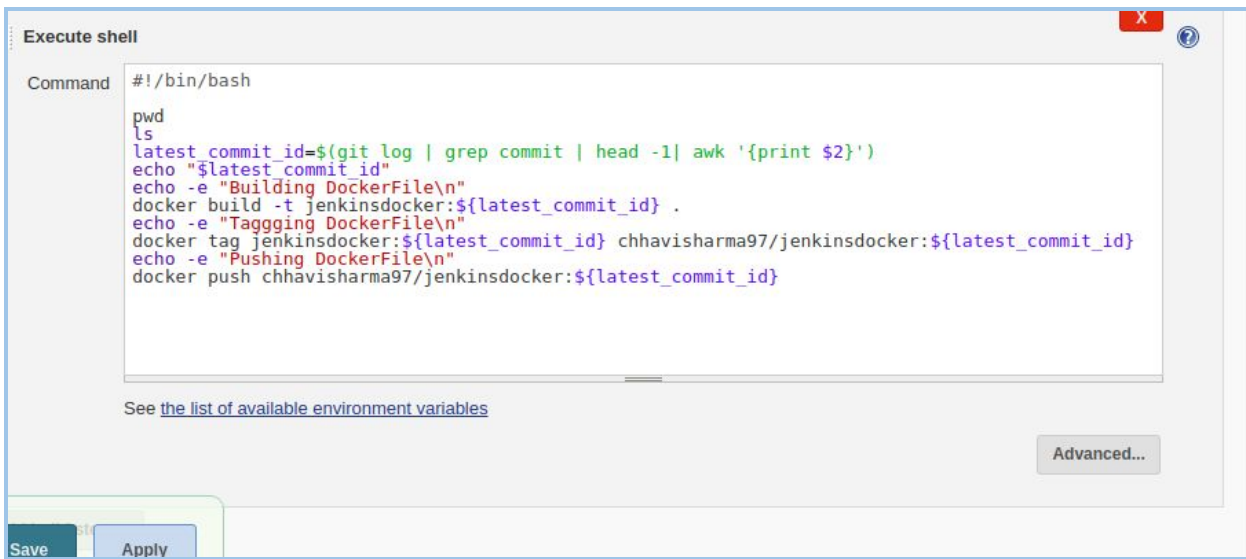 X
Execute shell
?
Command
#!/bin/bash
pwd
ls
latest_commit_id=$(git log | grep commit | head -1| awk '{print $2}')
echo "$latest_commit_id"
echo -e "Building DockerFile\n"
docker build -t jenkinsdocker:${latest_commit_id} .
echo -e "Taggging DockerFile\n"
docker tag jenkinsdocker:${latest_commit_id} chhavisharma97/jenkinsdocker:${latest_commit_id}
echo -e "Pushing DockerFile\n"
docker push chhavisharma97/jenkinsdocker:${latest_commit_id}
See the list of available environment variables
Advanced...
Save Apply